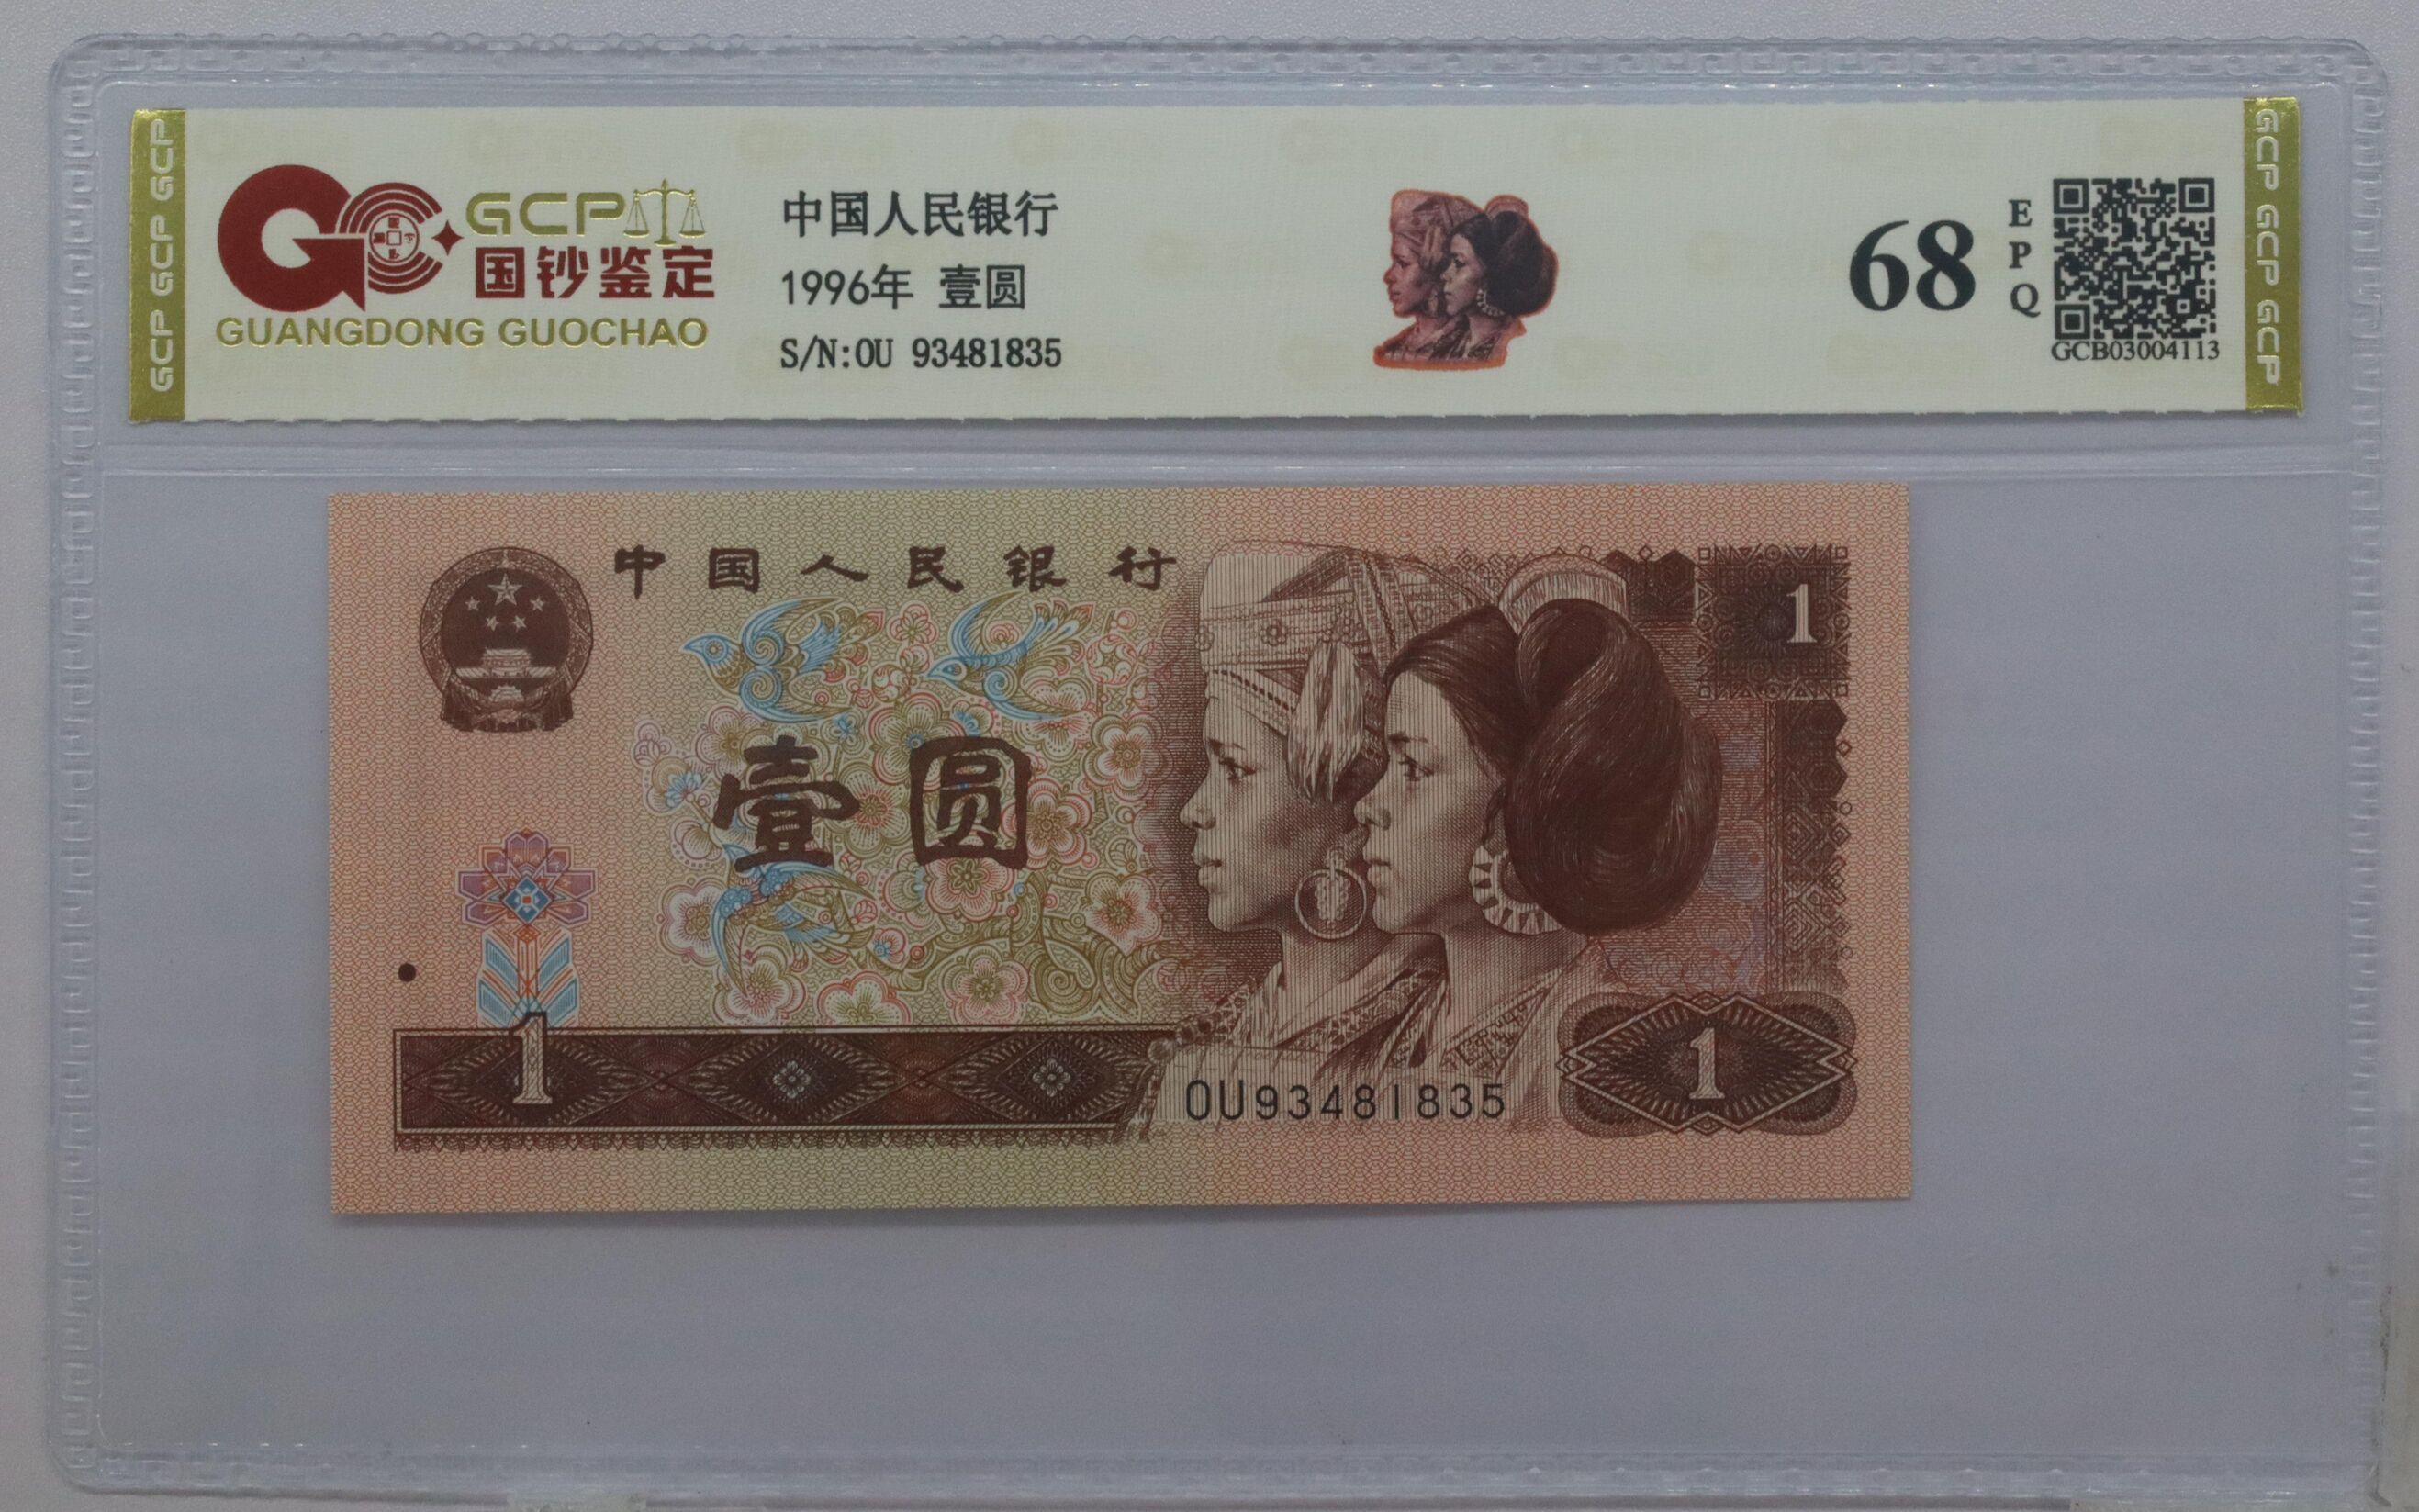 GCP GCP GCP
GCP
国钞鉴定
GUANGDONG GUOCHAO
中国人民银行
1996年 壹圆
S/N:OU 93481835
68
EPQ
GCB03004113
GCP GCP GCP
中国人民银行
1
壹圆
1
OU93481835
1